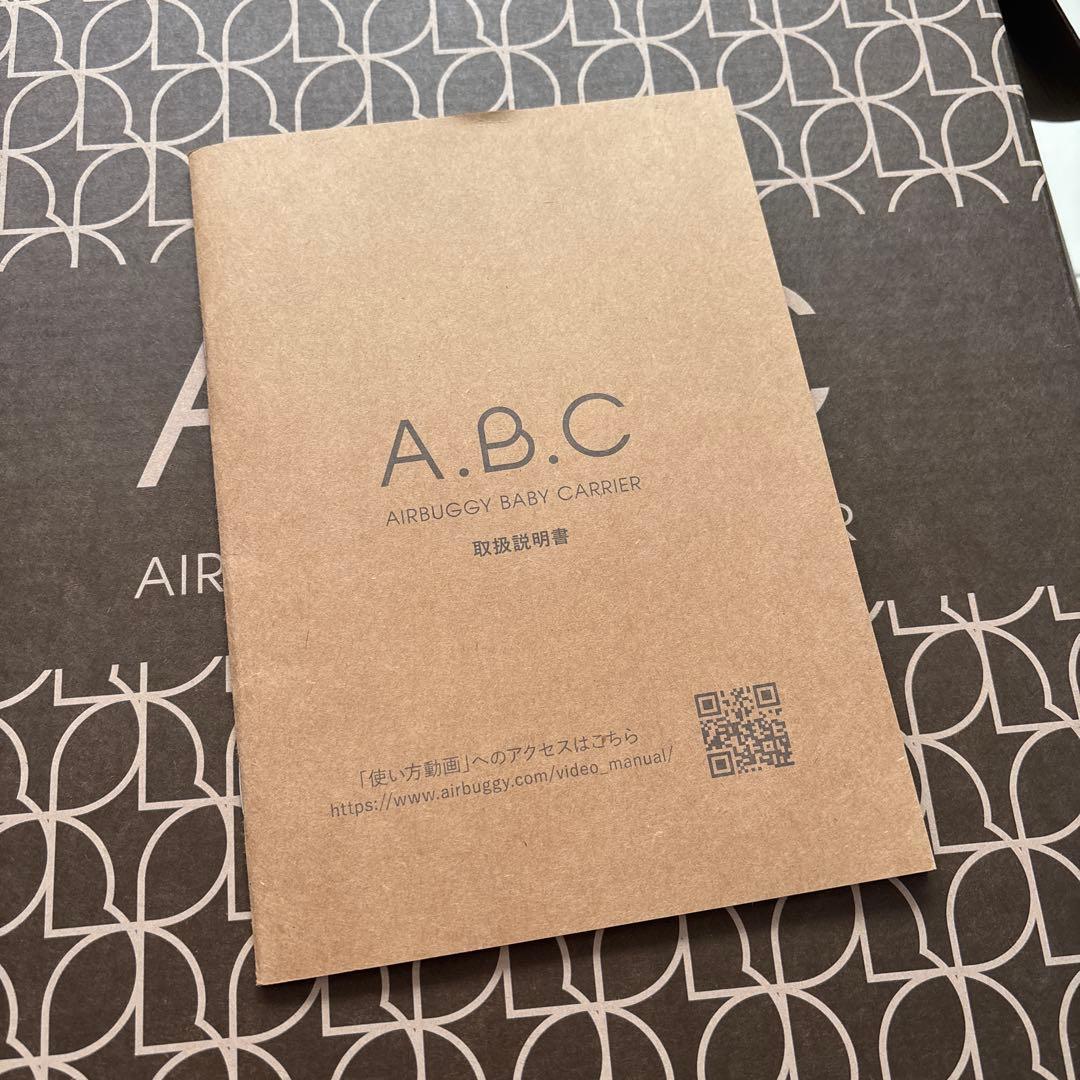 A.B.C
AIRBUGGY BABY CARRIER
取扱説明書
「使い方動画」へのアクセスはこちら
https://www.airbuggy.com/video_manual/
A
C
AIR
R